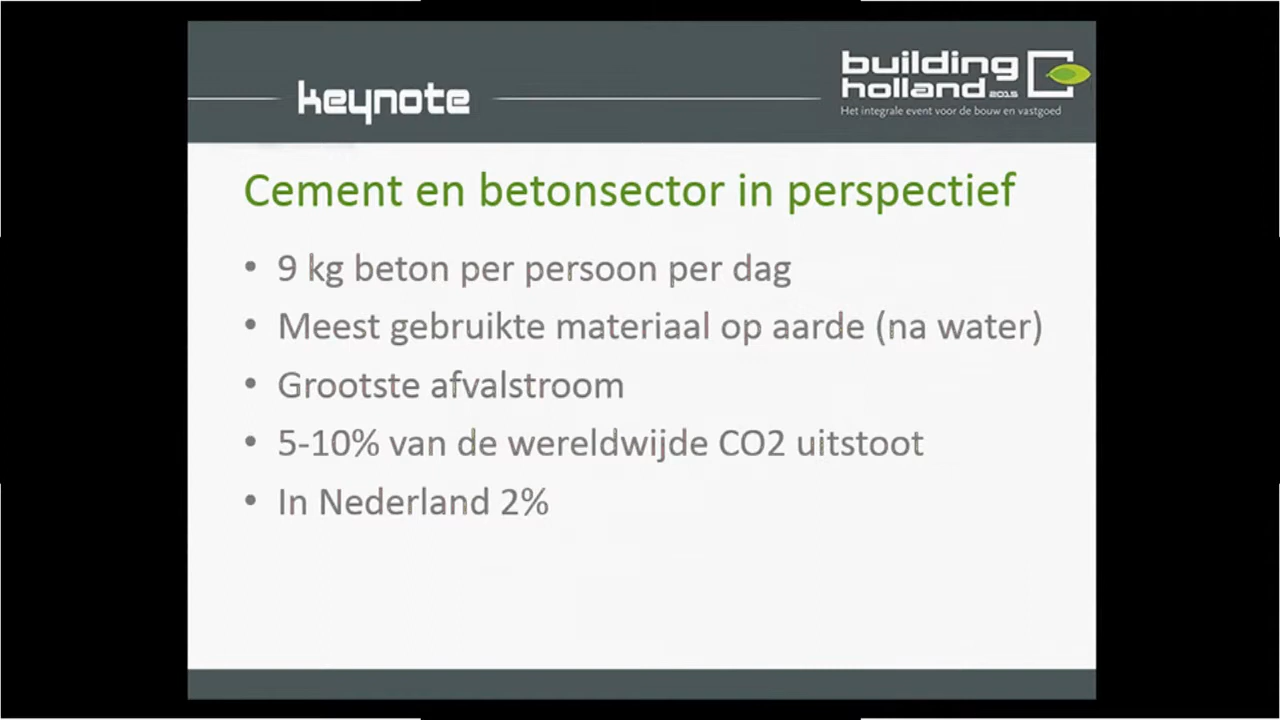 keynote
building
holland 2015
Het integrale event voor de bouw en vastgoed
Cement en betonsector in perspectief
• 9 kg beton per persoon per dag
• Meest gebruikte materiaal op aarde (na water)
• Grootste afvalstroom
• 5-10% van de wereldwijde CO2 uitstoot
• In Nederland 2%